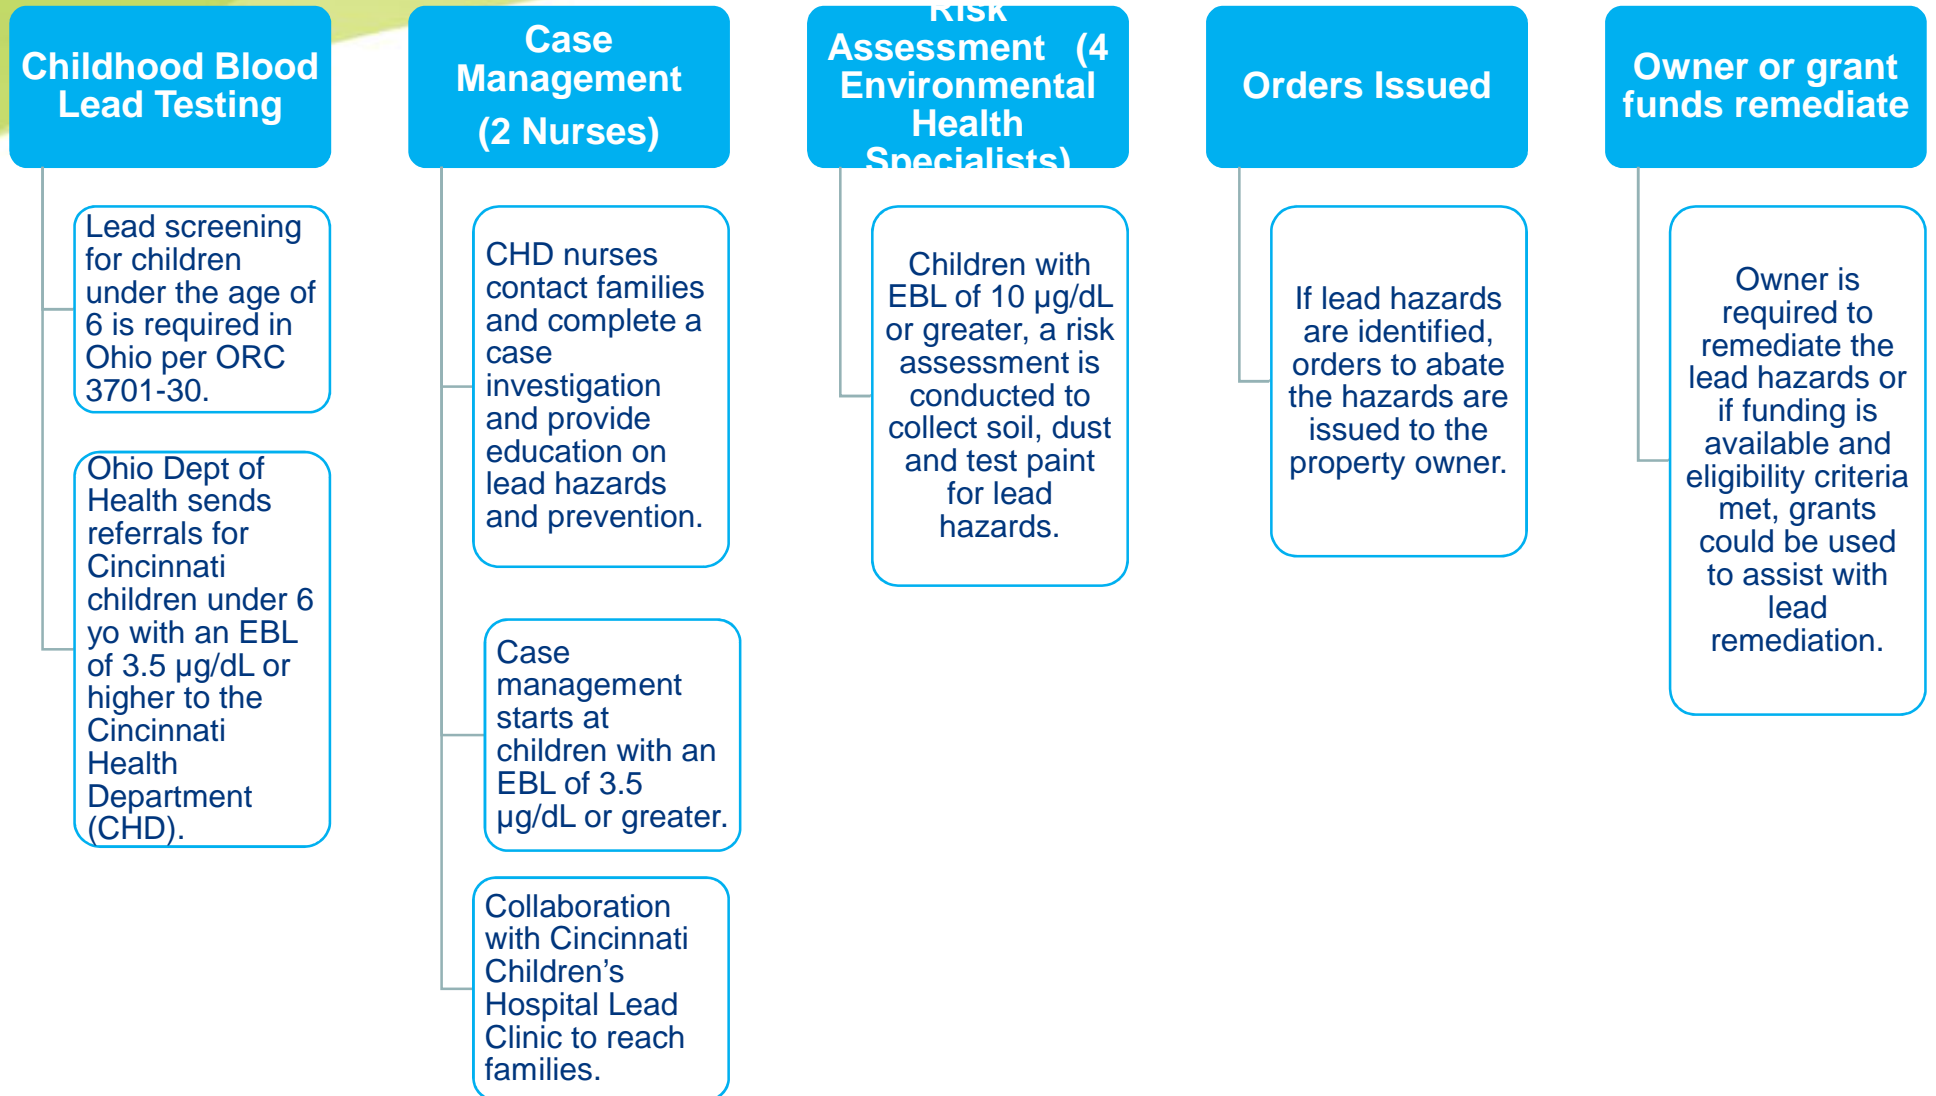 Childhood Blood
Lead Testing
Lead screening
for children
under the age of
6 is required in
Ohio per ORC
3701-30.
Ohio Dept of
Health sends
referrals for
Cincinnati
children under 6
yo with an EBL
of 3.5 µg/dL or
higher to the
Cincinnati
Health
Department
(CHD).
Case
Management
(2 Nurses)
CHD nurses
contact families
and complete a
case
investigation
and provide
education on
lead hazards
and prevention.
Case
management
starts at
children with an
EBL of 3.5
µg/dL or greater.
Collaboration
with Cincinnati
Children’s
Hospital Lead
Clinic to reach
families.
Risk
Assessment (4
Environmental
Health
Specialists)
Children with
EBL of 10 µg/dL
or greater, a risk
assessment is
conducted to
collect soil, dust
and test paint
for lead
hazards.
Orders Issued
If lead hazards
are identified,
orders to abate
the hazards are
issued to the
property owner.
Owner or grant
funds remediate
Owner is
required to
remediate the
lead hazards or
if funding is
available and
eligibility criteria
met, grants
could be used
to assist with
lead
remediation.